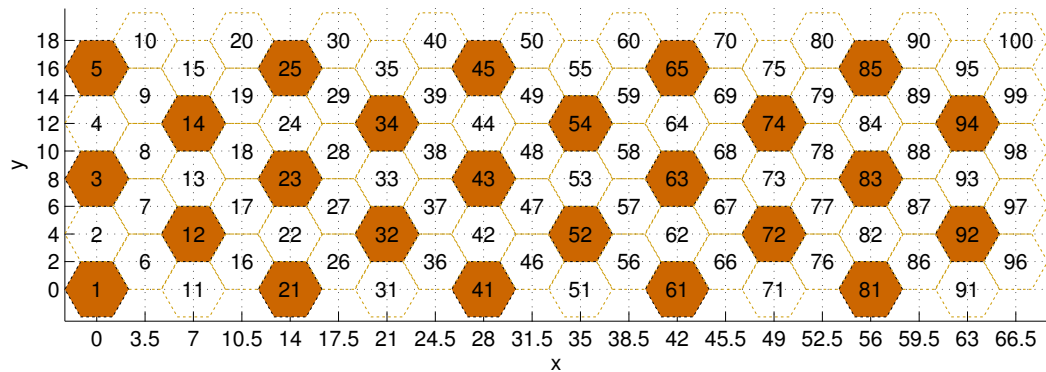 18 10 20 30 40 50 60 70 80 90 100
16 5 15 25 35 45 55 65 75 85 95
14 9 19 29 39 49 59 69 79 89 99
12 4 14 24 34 44 54 64 74 84 94
10 8 18 28 38 48 58 68 78 88 98
y
8 3 13 23 33 43 53 63 73 83 93
6 7 17 27 37 47 57 67 77 87 97
4 2 12 22 32 42 52 62 72 82 92
2 6 16 26 36 46 56 66 76 86 96
0 1 11 21 31 41 51 61 71 81 91
0 3.5 7 10.5 14 17.5 21 24.5 28 31.5 35 38.5 42 45.5 49 52.5 56 59.5 63 66.5
x